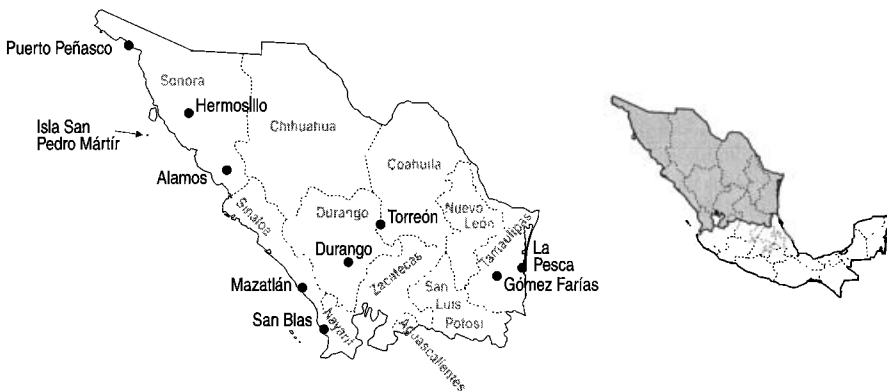 Puerto Peñasco
Sonora
Hermosillo
Isla San
Pedro Mártír
Chihuahua
Coahuila
Alamos
Sinaloa
Durango
Torreón
Nuevo
León
Tamaulipas
Durango
Zacatecas
La
Pesca
Gómez Farías
Mazatlán
San
Luis
Potosí
San Blas
Nayarit
Aguascalientes